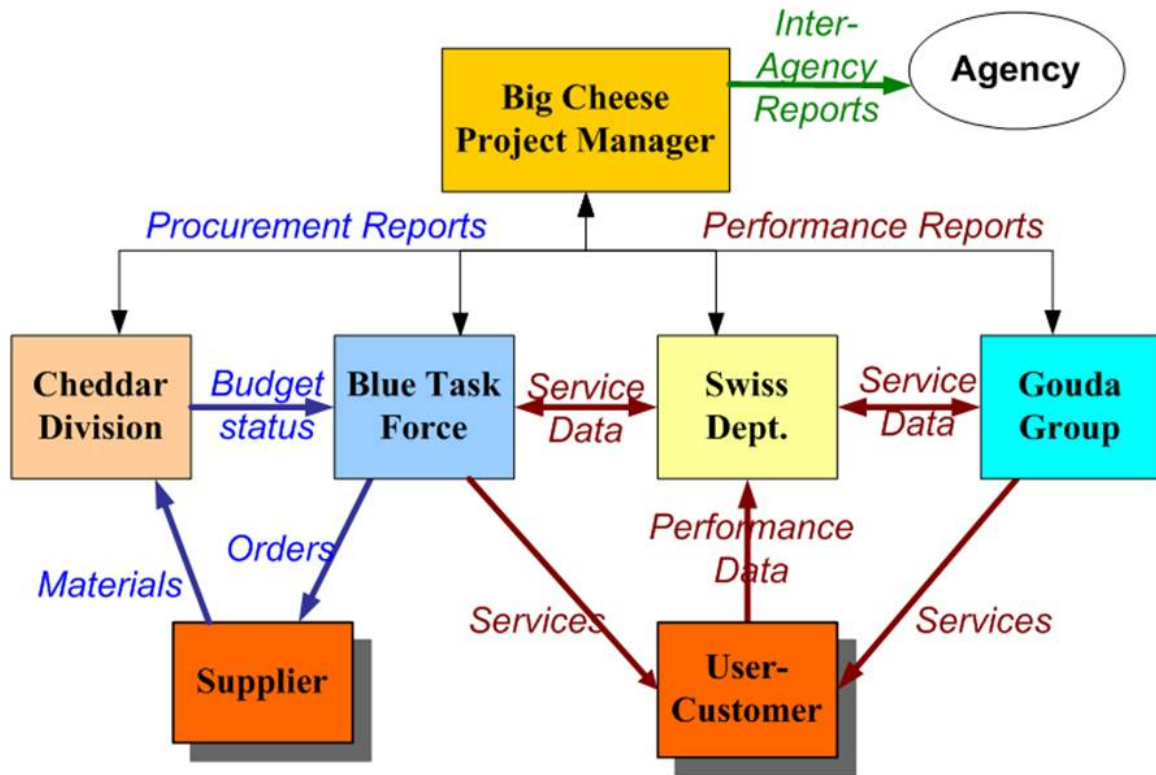 Inter-
Agency
Reports
Agency
Big Cheese
Project Manager
Procurement Reports
Performance Reports
Cheddar
Division
Budget
status
Blue Task
Force
Service
Data
Swiss
Dept.
Service
Data
Gouda
Group
Materials
Orders
Performance
Data
Services
Services
Supplier
User-
Customer